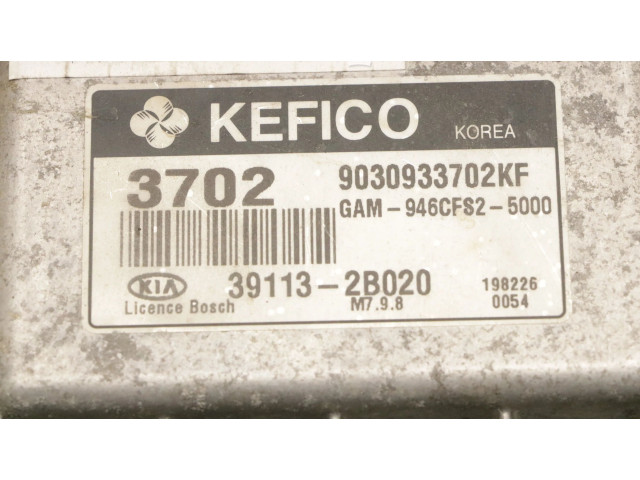 KEFICO KOREA
3702
9030933702KF
GAM-946CFS2-5000
KIA
39113-2B020
198226
Licence Bosch
M7.9.8
0054